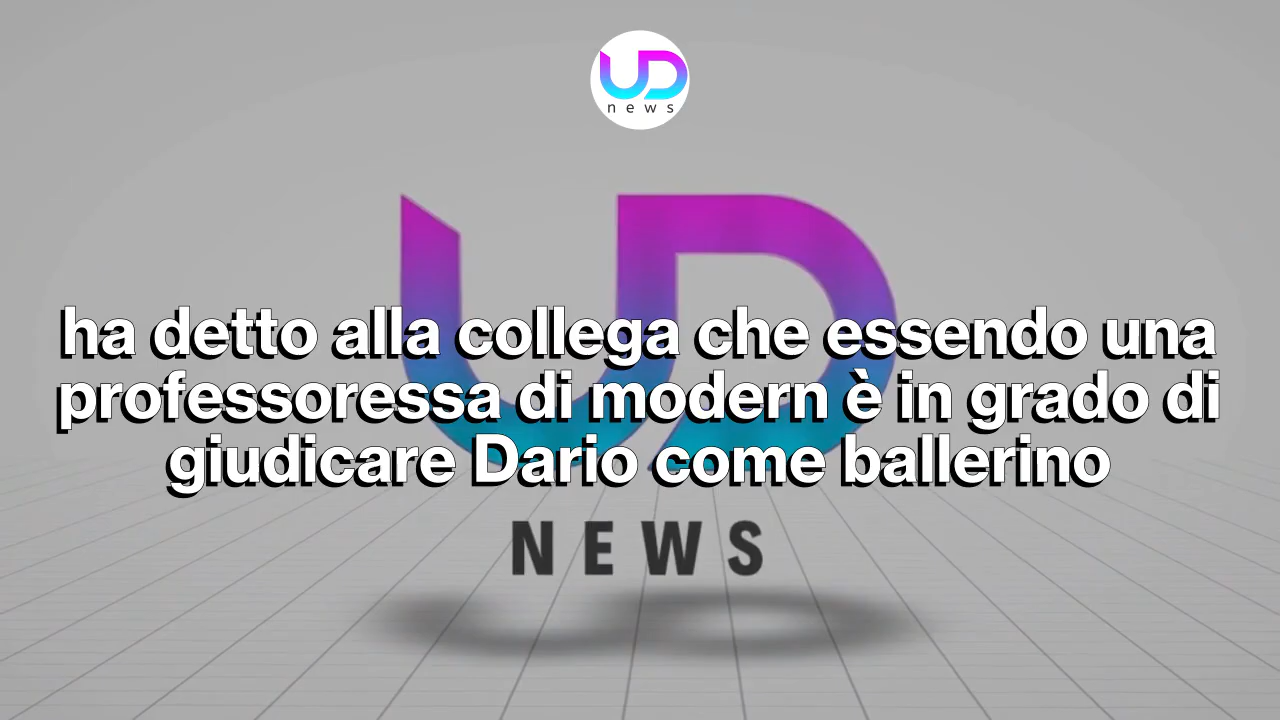 UD
news
UD
ha detto alla collega che essendo una
professoressa di modern è in grado di
giudicare Dario come ballerino
NEWS